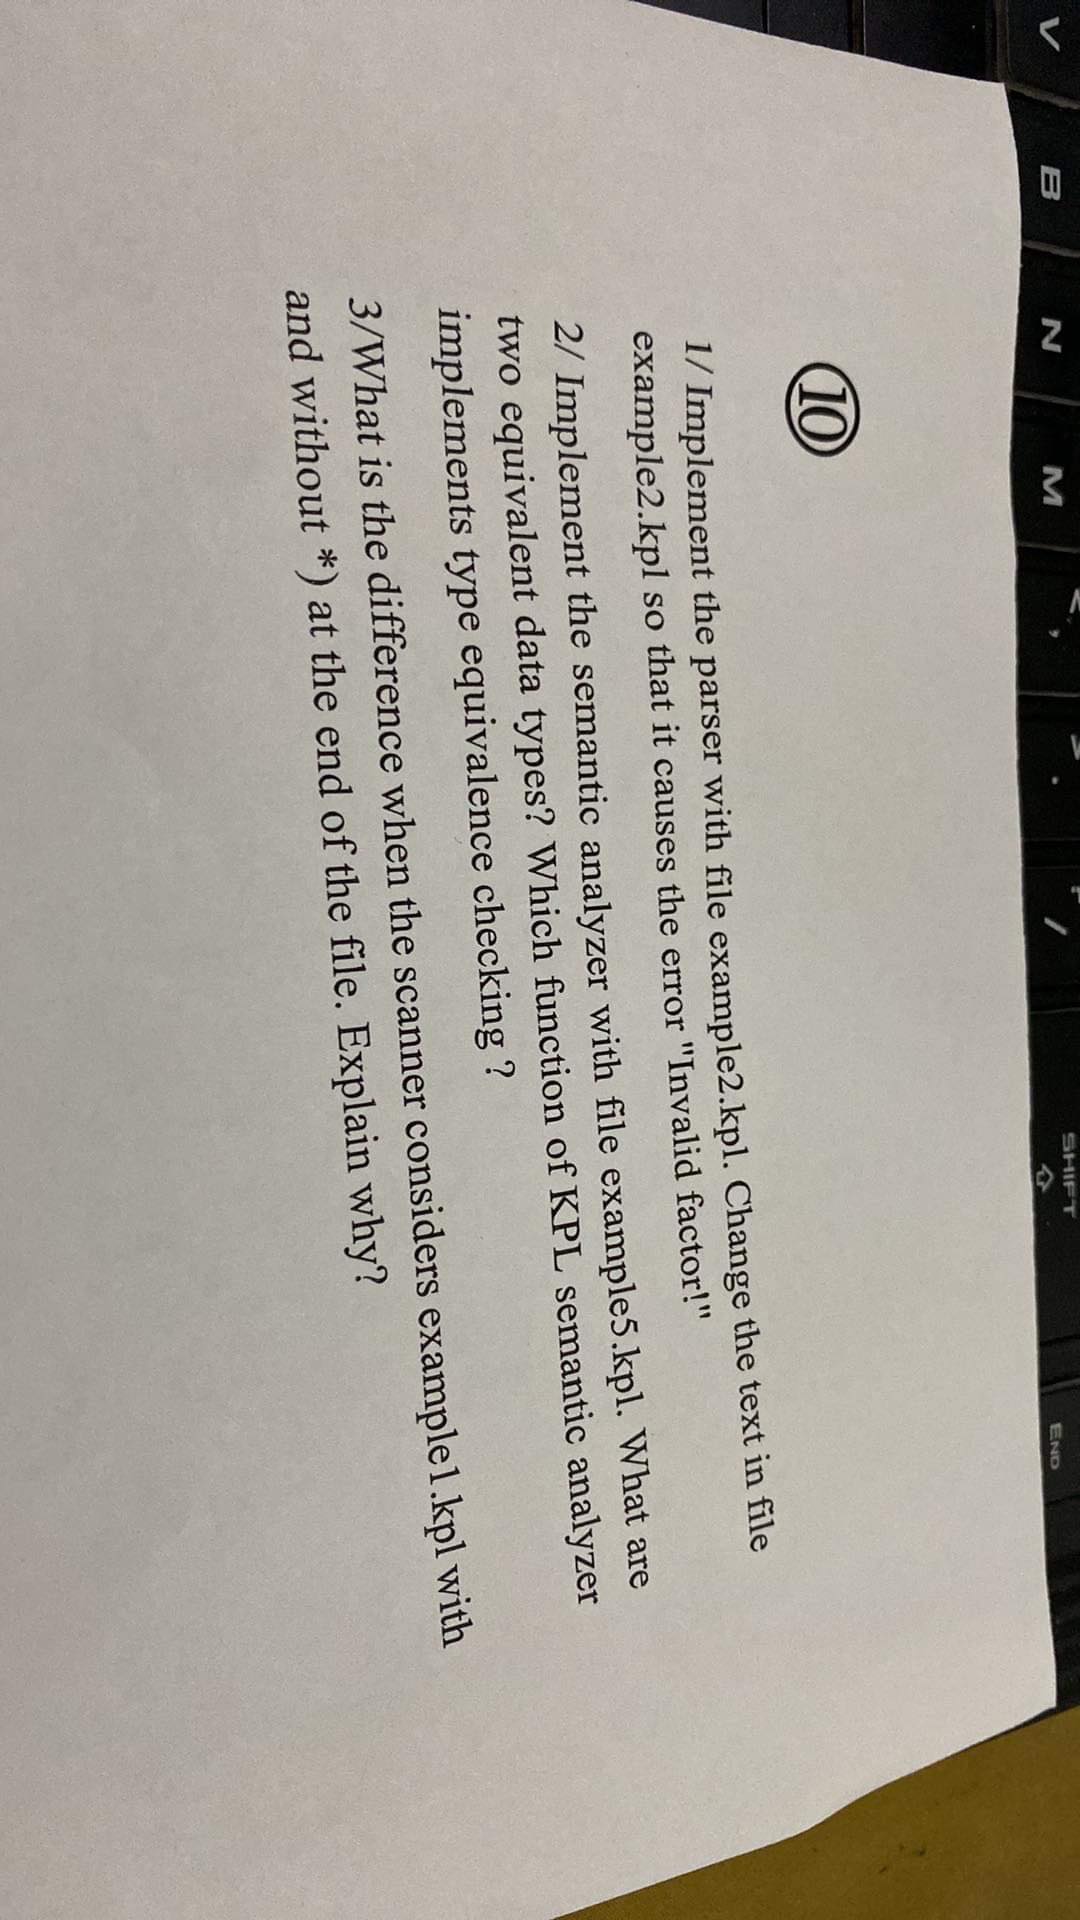 V B N M < , > . ? / SHIFT END
⑩
1/ Implement the parser with file example2.kpl. Change the text in file
example2.kpl so that it causes the error "Invalid factor!"
2/ Implement the semantic analyzer with file example5.kpl. What are
two equivalent data types? Which function of KPL semantic analyzer
implements type equivalence checking ?
3/What is the difference when the scanner considers example1.kpl with
and without *) at the end of the file. Explain why?